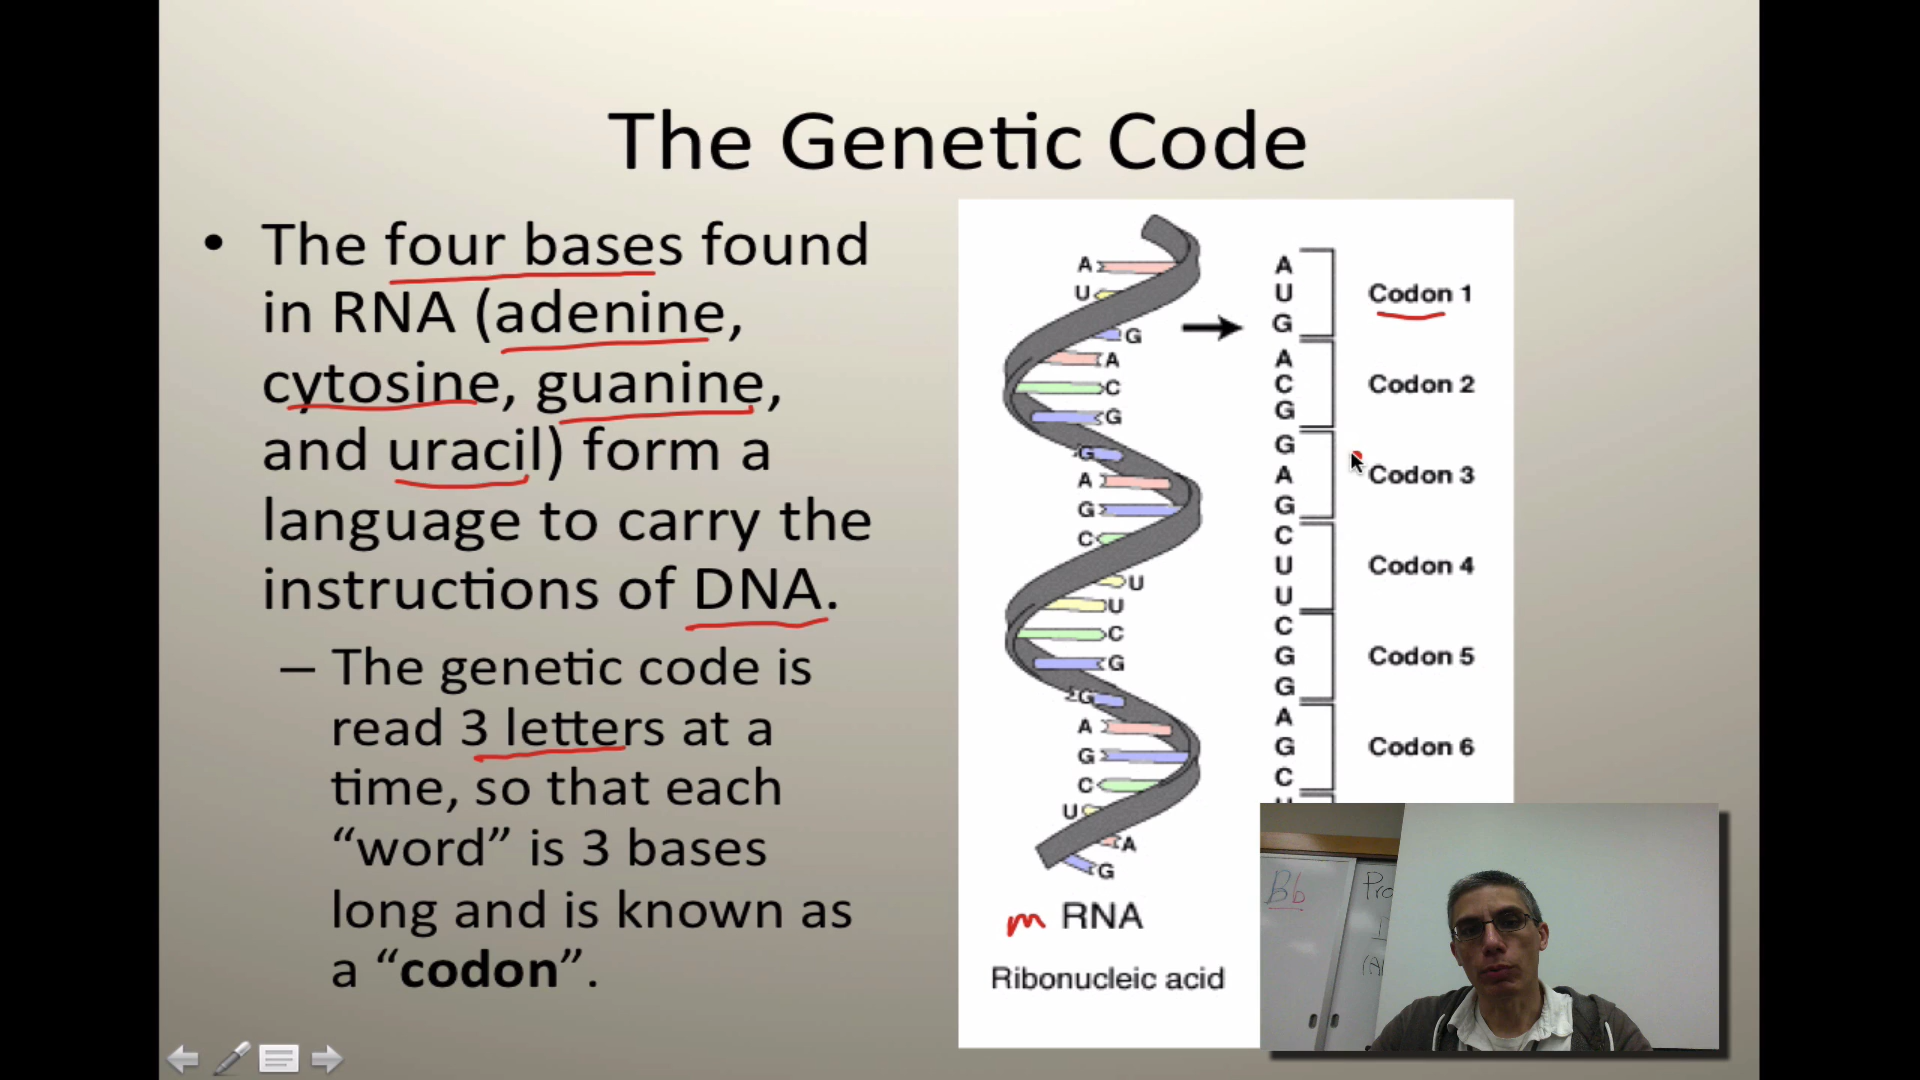 The Genetic Code
• The four bases found
in RNA (adenine,
cytosine, guanine,
and uracil) form a
language to carry the
instructions of DNA.
– The genetic code is
read 3 letters at a
time, so that each
“word” is 3 bases
long and is known as
a “codon”.
A
U
G
A
C
G
G
A
G
C
U
U
C
G
G
A
G
C
U
A
G
m RNA
Ribonucleic acid
A
U
G
Codon 1
A
C
G
Codon 2
G
A
G
Codon 3
C
U
U
Codon 4
C
G
G
Codon 5
A
G
C
Codon 6
Bb